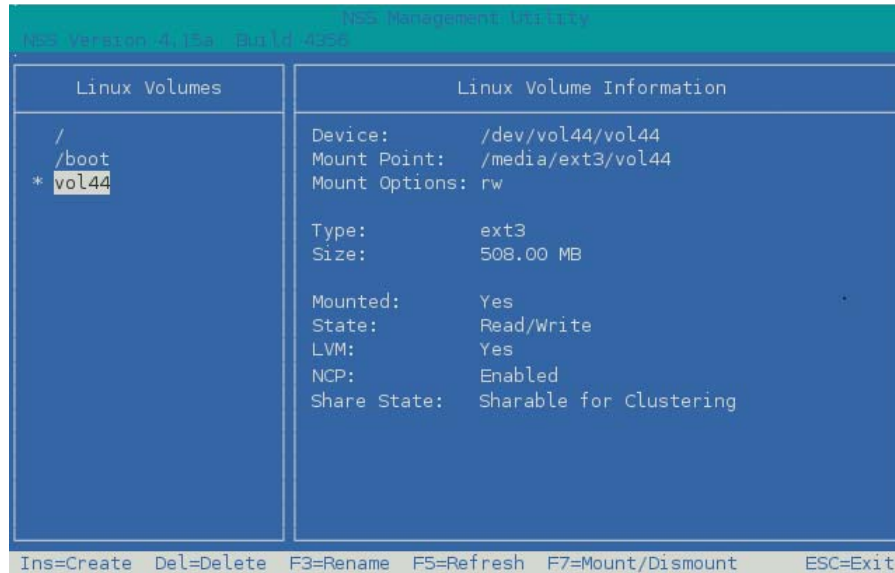 NSS Management Utility
NSS Version 4.15a Build 4356
Linux Volumes
/
/boot
* vol44
Linux Volume Information
Device: /dev/vol44/vol44
Mount Point: /media/ext3/vol44
Mount Options: rw
Type: ext3
Size: 508.00 MB
Mounted: Yes
State: Read/Write
LVM: Yes
NCP: Enabled
Share State: Sharable for Clustering
Ins=Create Del=Delete F3=Rename F5=Refresh F7=Mount/Dismount ESC=Exit